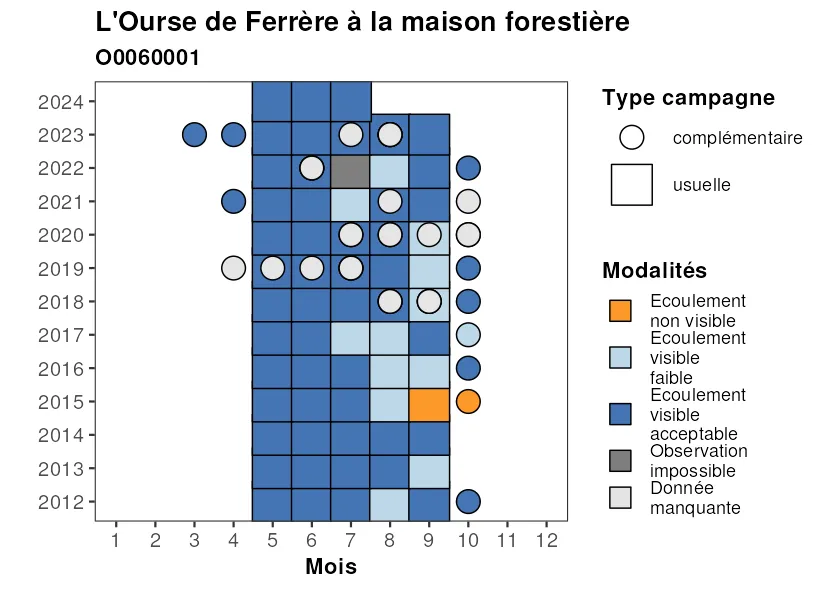 L'Ourse de Ferrère à la maison forestière
O0060001
2024
2023
2022
2021
2020
2019
2018
2017
2016
2015
2014
2013
2012
1 2 3 4 5 6 7 8 9 10 11 12
Mois
Type campagne
complémentaire
usuelle
Modalités
Ecoulement
non visible
Ecoulement
visible
faible
Ecoulement
visible
acceptable
Observation
impossible
Donnée
manquante